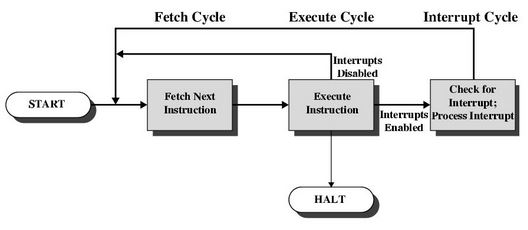 Fetch Cycle
Execute Cycle
Interrupt Cycle
Interrupts
Disabled
START
Fetch Next
Instruction
Execute
Instruction
Interrupts
Enabled
Check for
Interrupt;
Process Interrupt
HALT